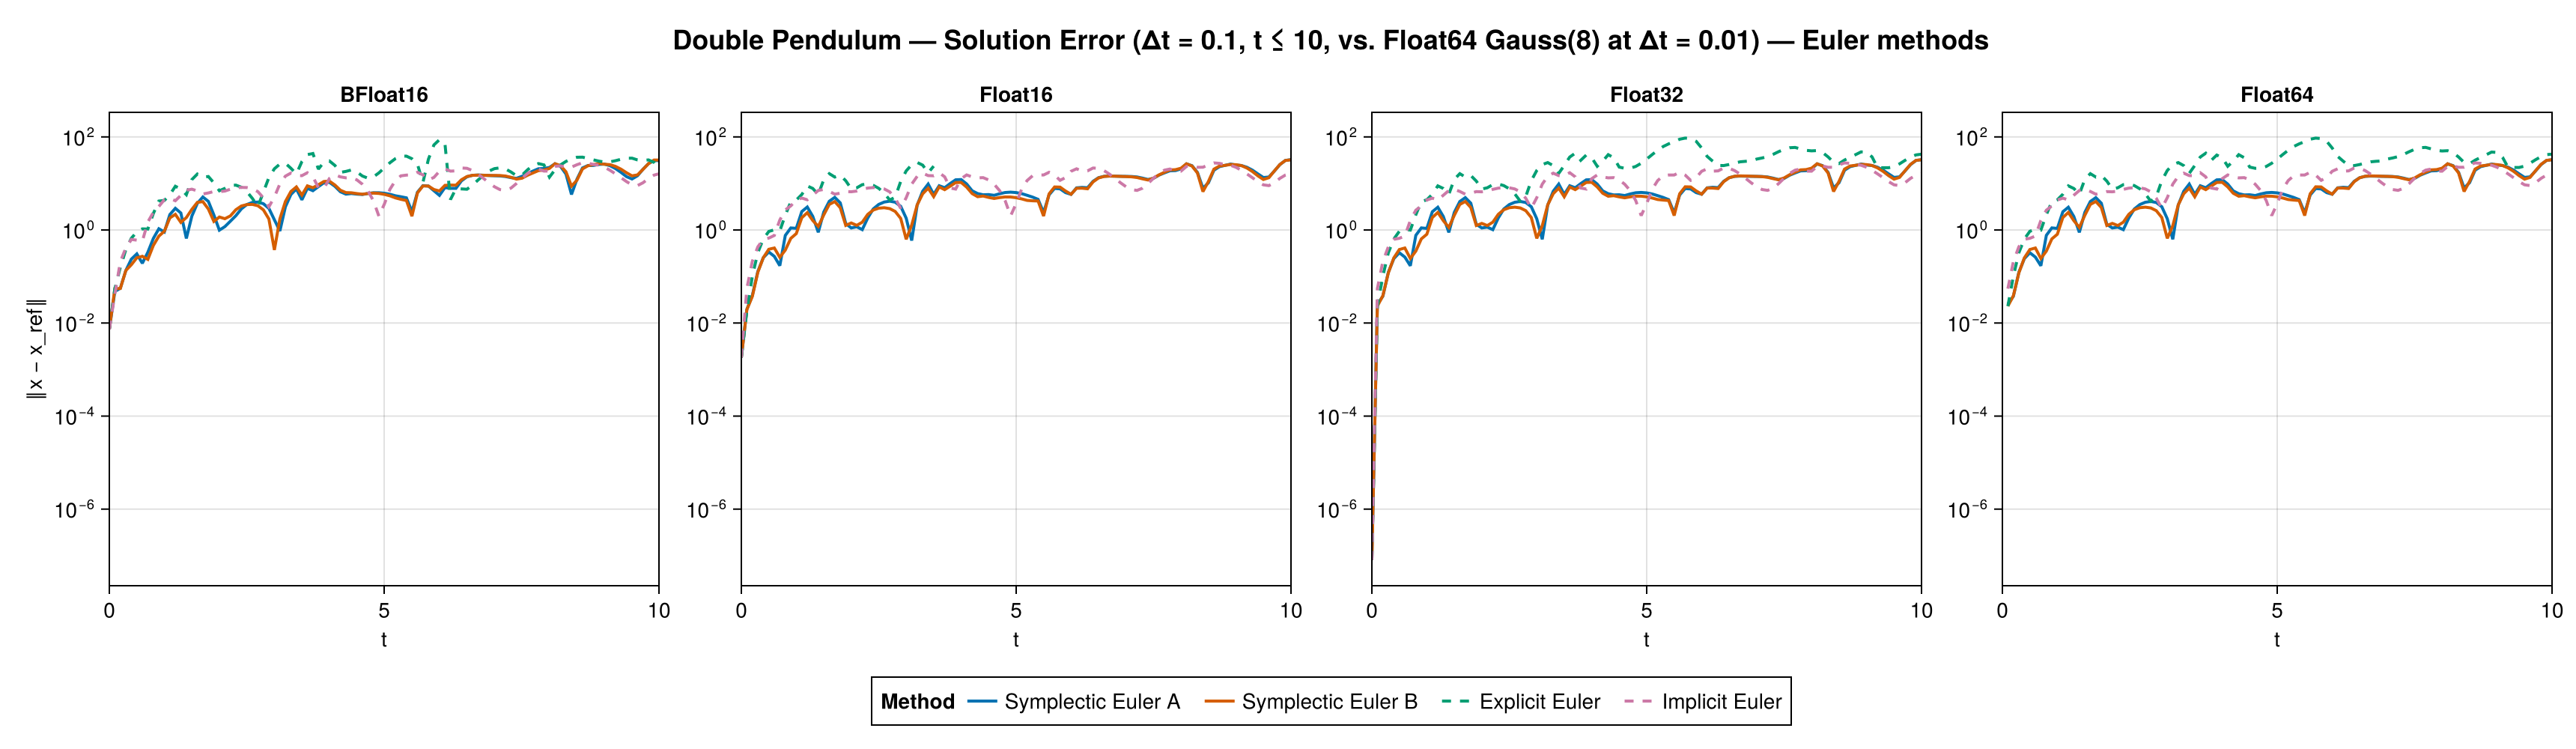 Double Pendulum — Solution Error (Δt = 0.1, t ≤ 10, vs. Float64 Gauss(8) at Δt = 0.01) — Euler methods
BFloat16
Float16
Float32
Float64
‖x − x_ref‖
10²
10⁰
10⁻²
10⁻⁴
10⁻⁶
0
5
10
t
10²
10⁰
10⁻²
10⁻⁴
10⁻⁶
0
5
10
t
10²
10⁰
10⁻²
10⁻⁴
10⁻⁶
0
5
10
t
10²
10⁰
10⁻²
10⁻⁴
10⁻⁶
0
5
10
t
Method Symplectic Euler A Symplectic Euler B Explicit Euler Implicit Euler